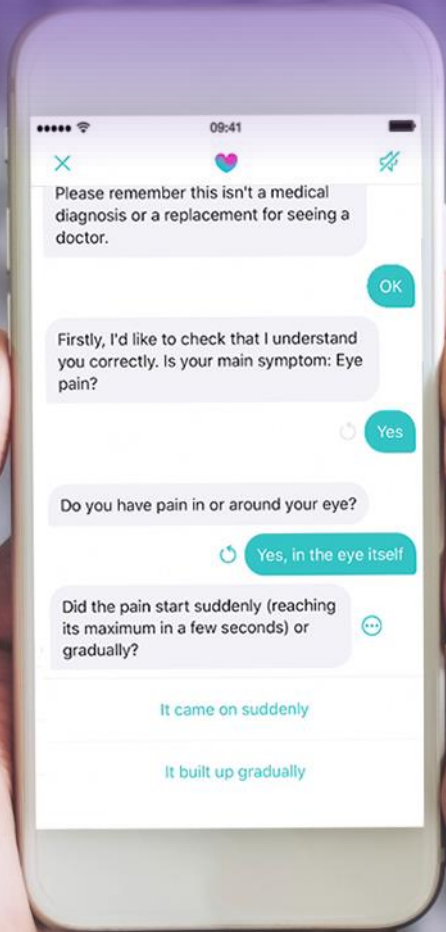 09:41
Please remember this isn't a medical
diagnosis or a replacement for seeing a
doctor.
OK
Firstly, I'd like to check that I understand
you correctly. Is your main symptom: Eye
pain?
Yes
Do you have pain in or around your eye?
Yes, in the eye itself
Did the pain start suddenly (reaching
its maximum in a few seconds) or
gradually?
It came on suddenly
It built up gradually